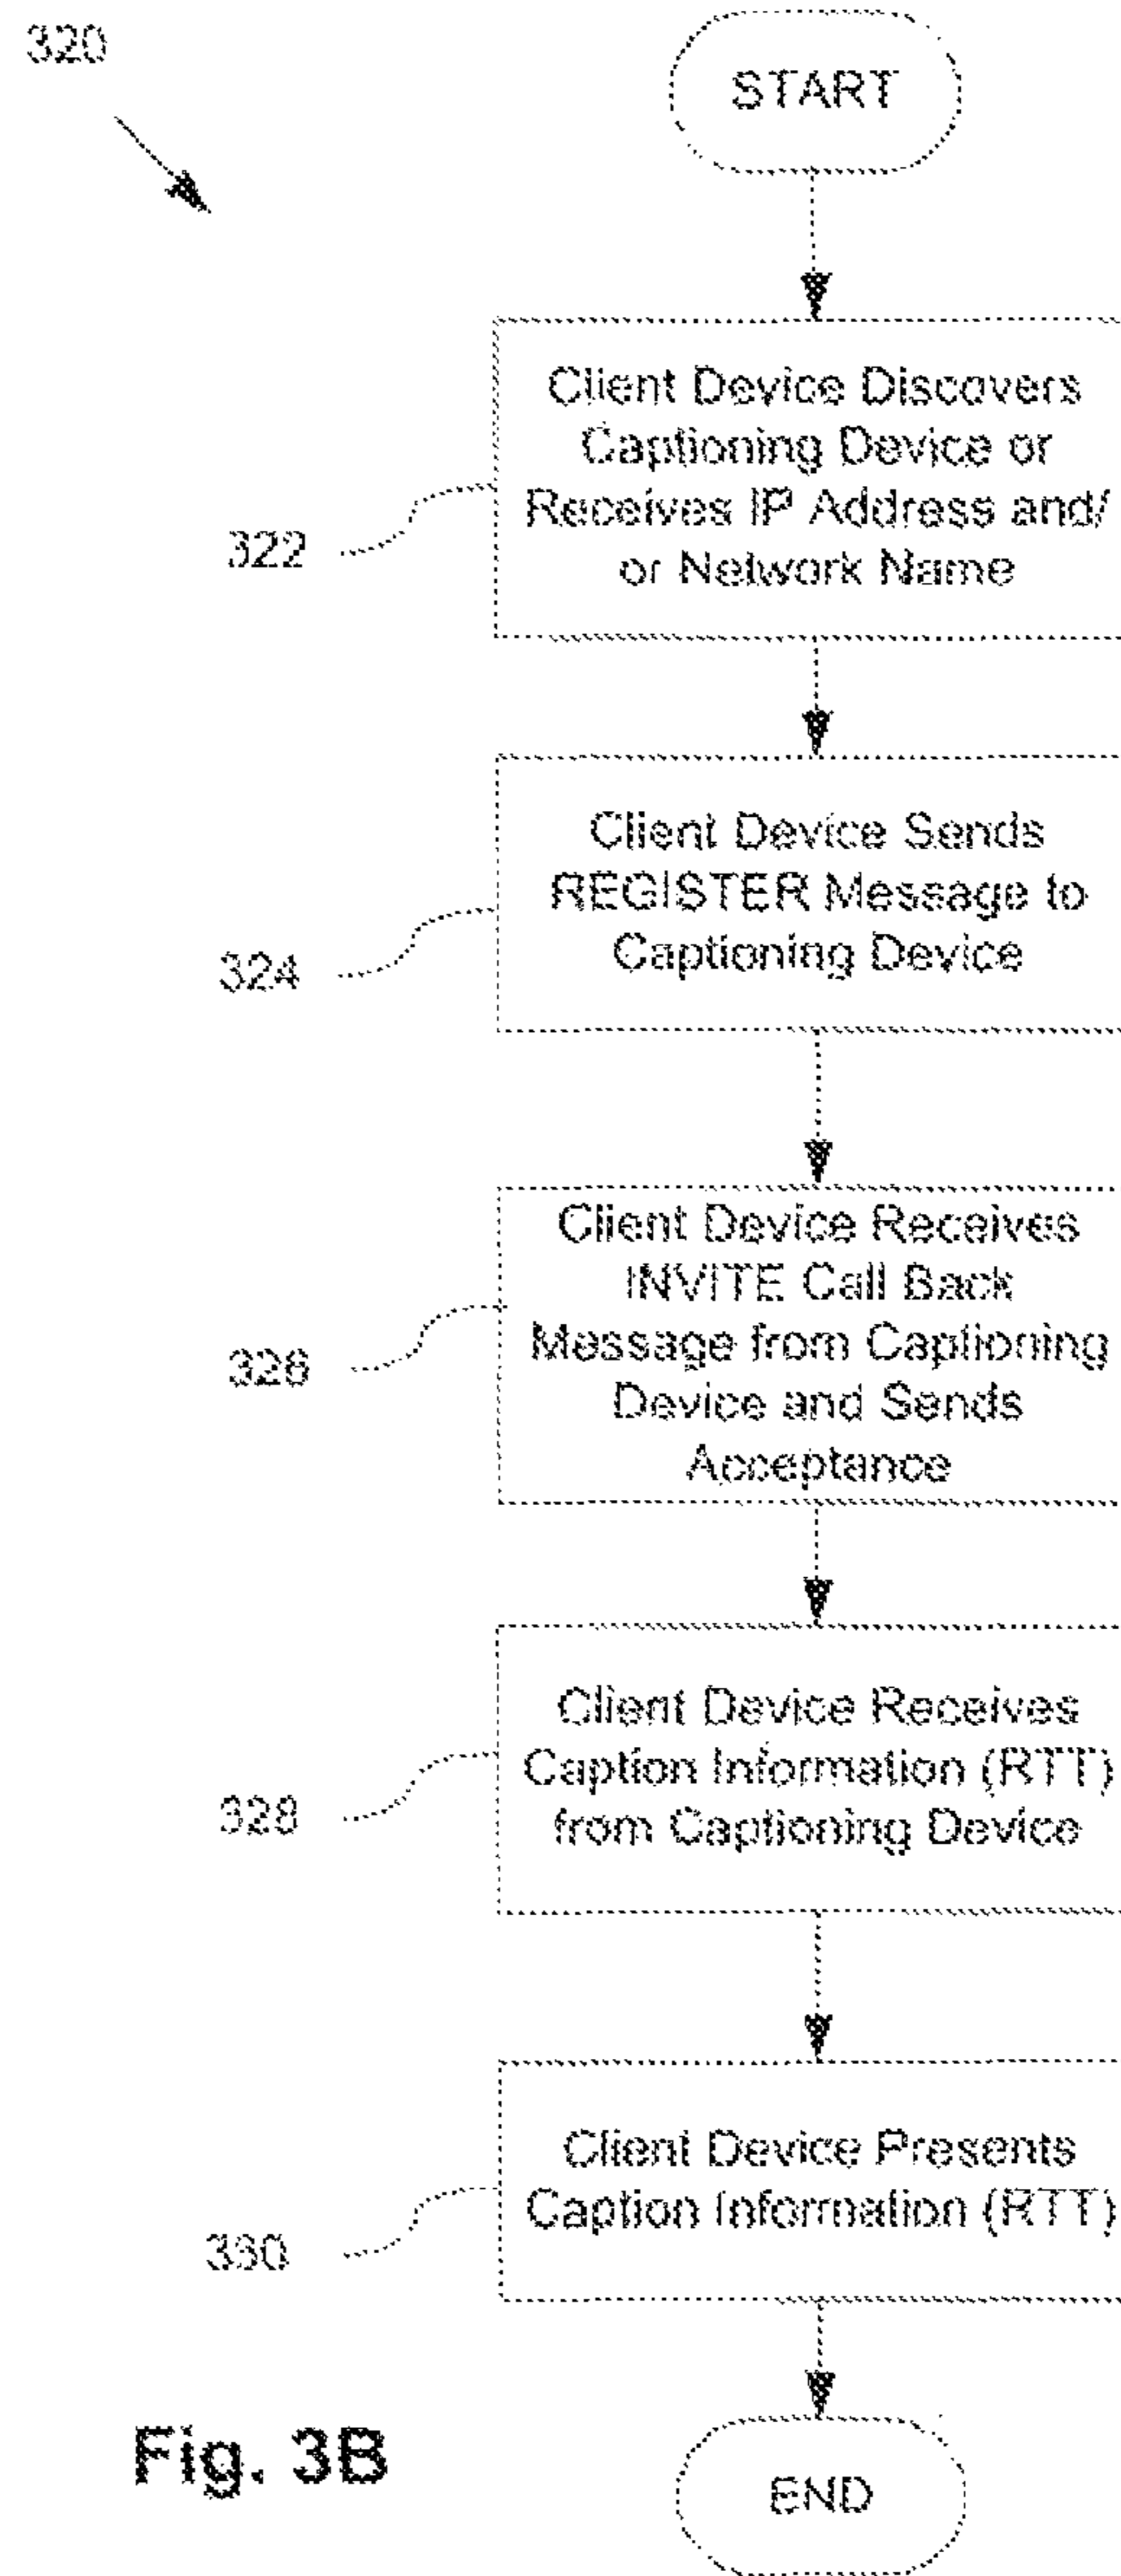 320
START
Client Device Discovers
Captioning Device or
Receives IP Address and/
or Network Name
322
Client Device Sends
REGISTER Message to
Captioning Device
324
Client Device Receives
INVITE Call Back
Message from Captioning
Device and Sends
Acceptance
326
Client Device Receives
Caption Information (RTT)
from Captioning Device
328
Client Device Presents
Caption Information (RTT)
330
END
Fig. 3B